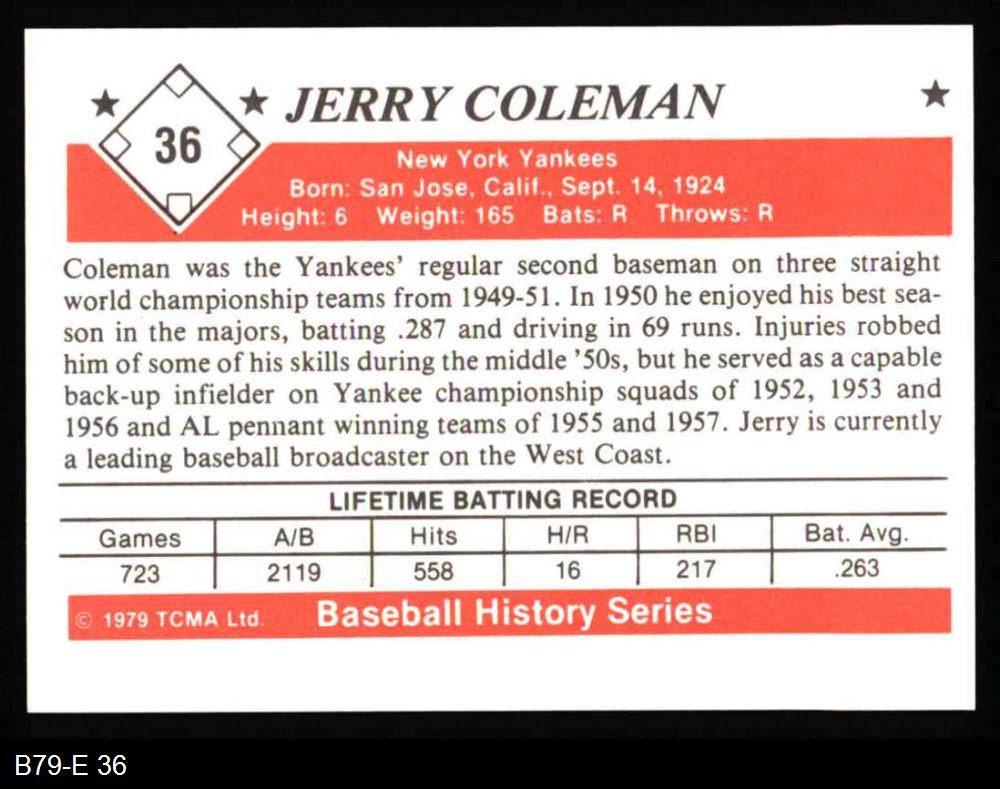 36
JERRY COLEMAN
New York Yankees
Born: San Jose, Calif., Sept. 14, 1924
Height: 6 Weight: 165 Bats: R Throws: R
Coleman was the Yankees' regular second baseman on three straight
world championship teams from 1949-51. In 1950 he enjoyed his best sea-
son in the majors, batting .287 and driving in 69 runs. Injuries robbed
him of some of his skills during the middle '50s, but he served as a capable
back-up infielder on Yankee championship squads of 1952, 1953 and
1956 and AL pennant winning teams of 1955 and 1957. Jerry is currently
a leading baseball broadcaster on the West Coast.
LIFETIME BATTING RECORD
Games A/B Hits H/R RBI Bat. Avg.
723 2119 558 16 217 .263
© 1979 TCMA Ltd. Baseball History Series
B79-E 36